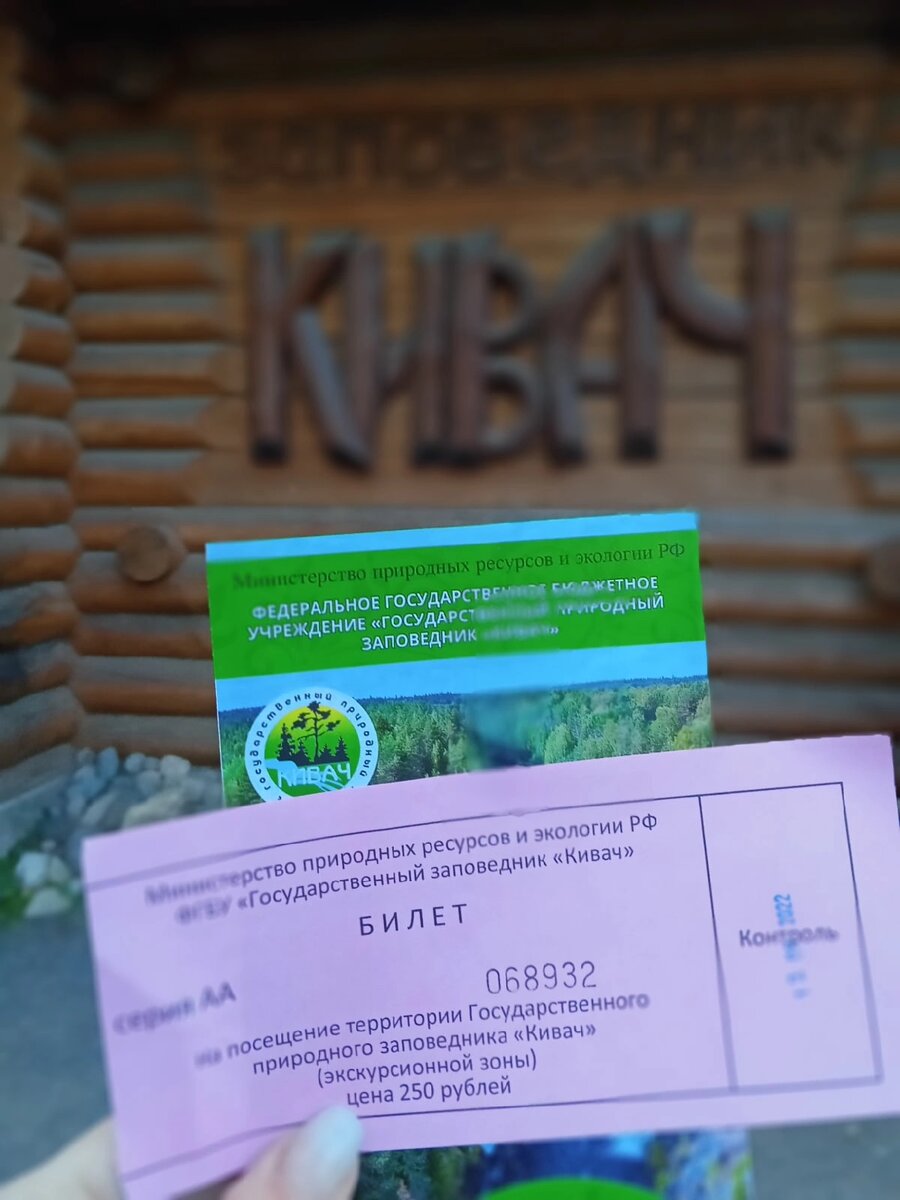 ЗАПОВЕДНИК
КИВАЧ
Министерство природных ресурсов и экологии РФ
ФЕДЕРАЛЬНОЕ ГОСУДАРСТВЕННОЕ БЮДЖЕТНОЕ
УЧРЕЖДЕНИЕ «ГОСУДАРСТВЕННЫЙ ПРИРОДНЫЙ
ЗАПОВЕДНИК «КИВАЧ»
государственный природный
КИВАЧ
Министерство природных ресурсов и экологии РФ
ФГБУ «Государственный заповедник «Кивач»
БИЛЕТ
серия АА
068932
на посещение территории Государственного
природного заповедника «Кивач»
(экскурсионной зоны)
цена 250 рублей
Контроль
2022